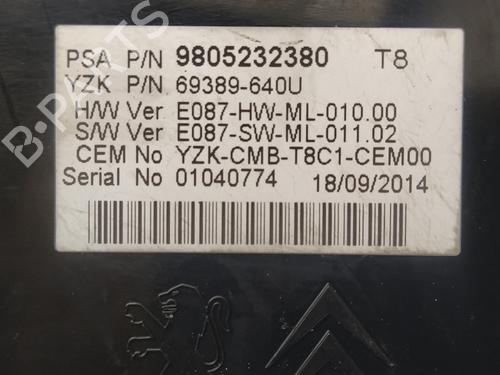 PSA P/N 9805232380 T8
YZK P/N 69389-640U
H/W Ver E087-HW-ML-010.00
S/W Ver E087-SW-ML-011.02
CEM No YZK-CMB-T8C1-CEM00
Serial No 01040774 18/09/2014